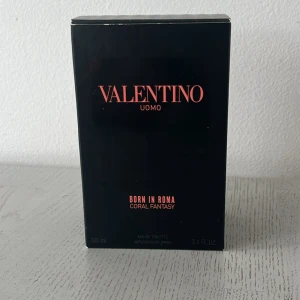 VALENTINO
UOMO
BORN IN ROMA
CORAL FANTASY